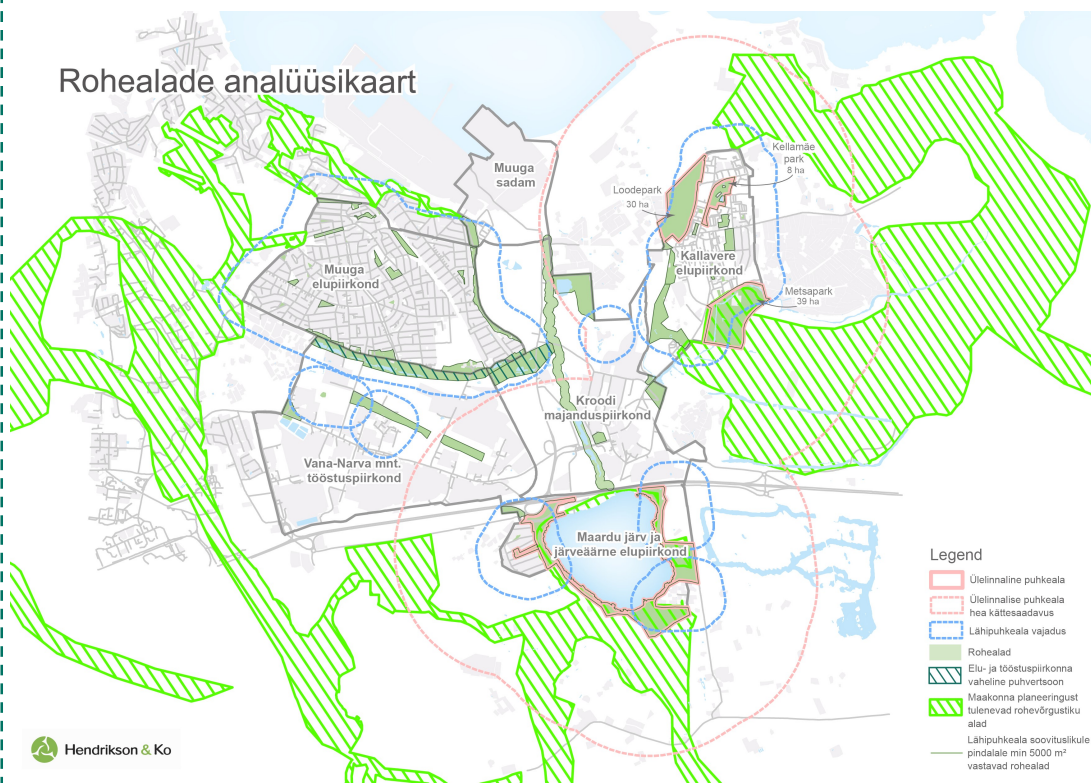 Rohealade analüüsikaart
Muuga
sadam
Kellamäe
park
8 ha
Loodepark
30 ha
Kallavere
elupiirkond
Muuga
elupiirkond
Metsapark
39 ha
Kroodi
majanduspiirkond
Vana-Narva mnt.
tööstuspiirkond
Maardu järv ja
järveäärne elupiirkond
Legend
Ülelinnaline puhkeala
Ülelinnalise puhkeala
hea kättesaadavus
Lähipuhkeala vajadus
Rohealad
Elu- ja tööstuspiirkonna
vaheline puhvertsoon
Maakonna planeeringust
tulenevad rohevõrgustiku
alad
Lähipuhkeala soovituslikule
pindalale min 5000 m²
vastavad rohealad
Hendrikson & Ko